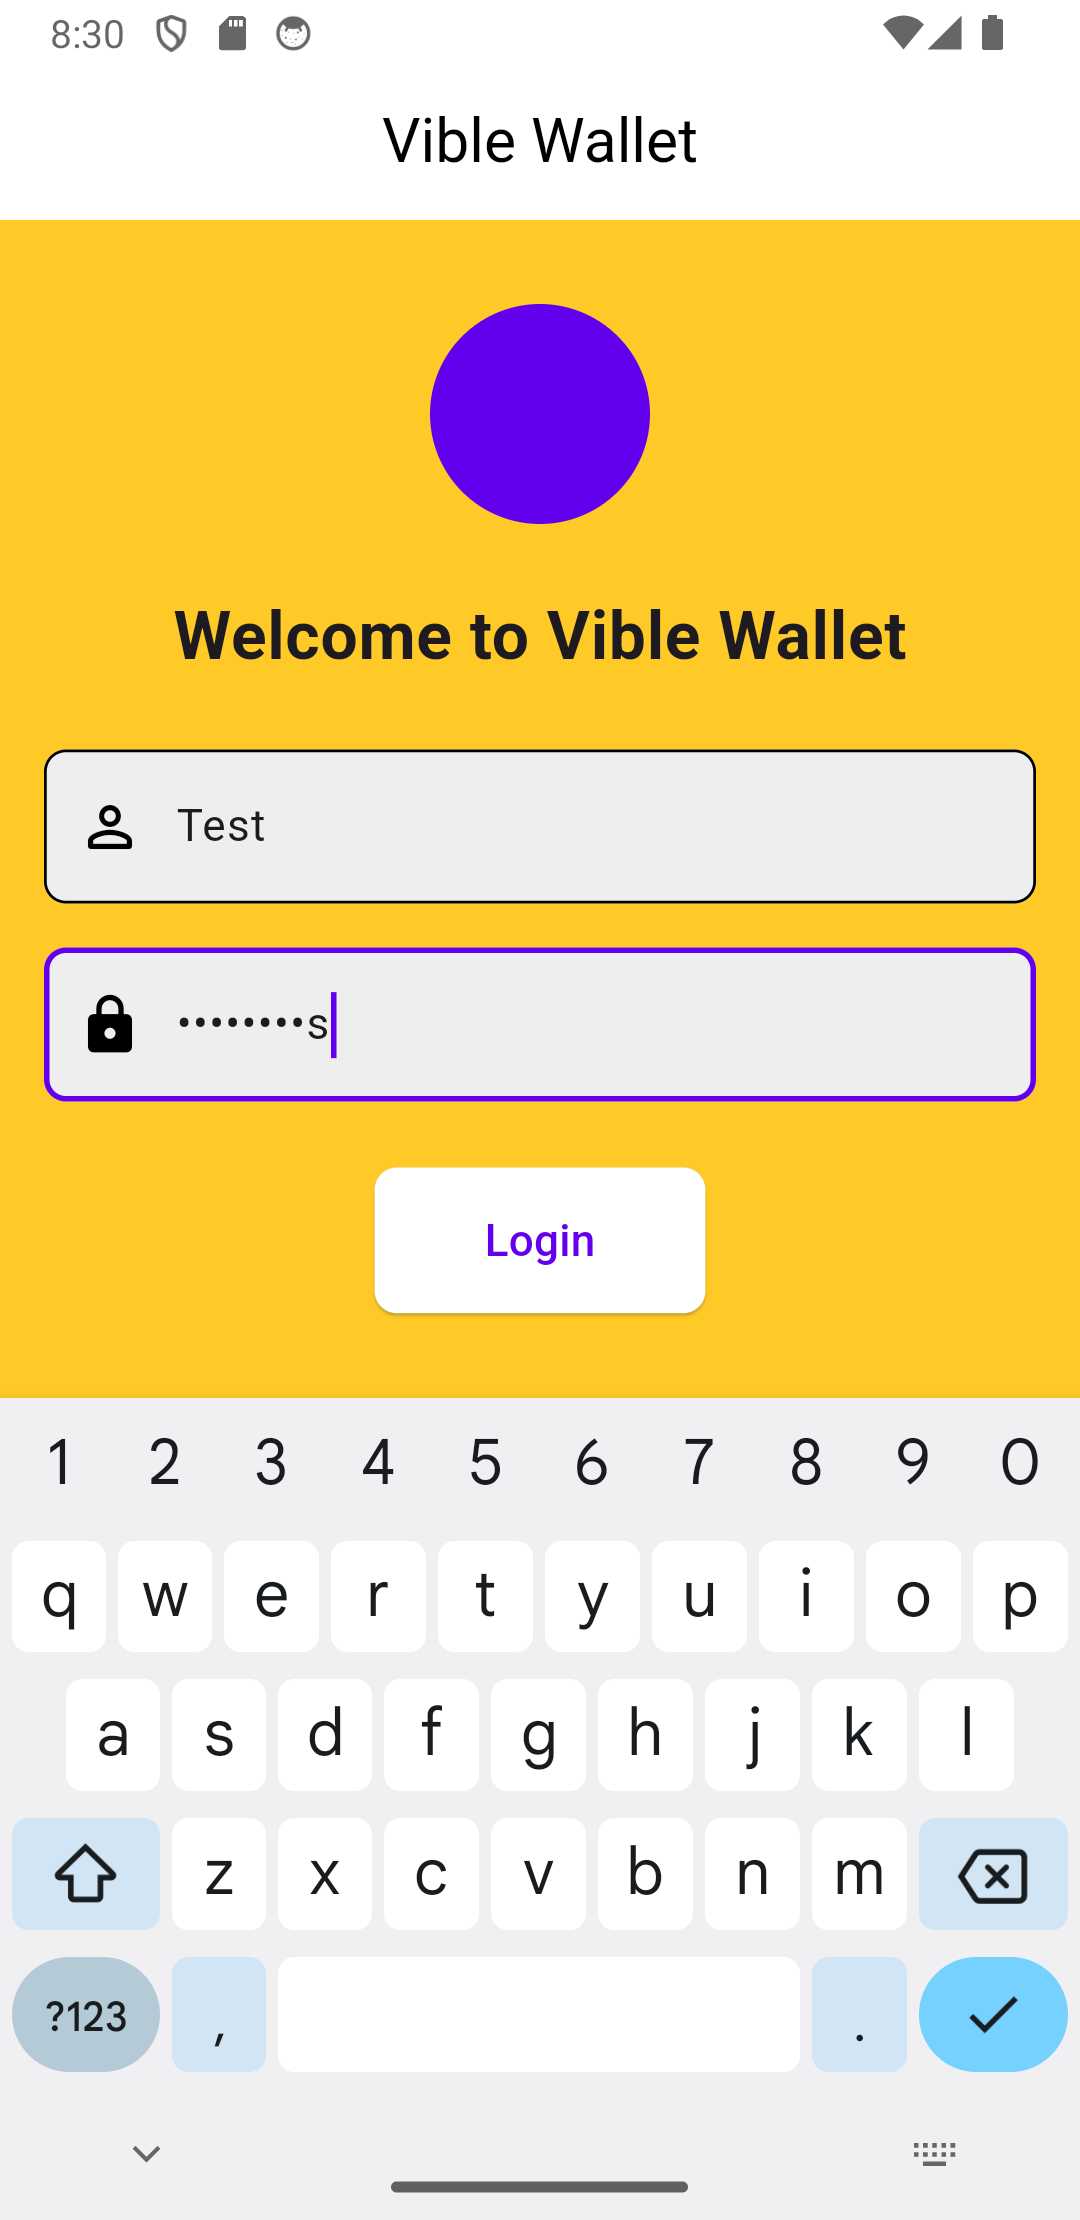 8:30
Vible Wallet
Welcome to Vible Wallet
Test
••••••••s
Login
1 2 3 4 5 6 7 8 9 0
q w e r t y u i o p
a s d f g h j k l
z x c v b n m
?123 , .